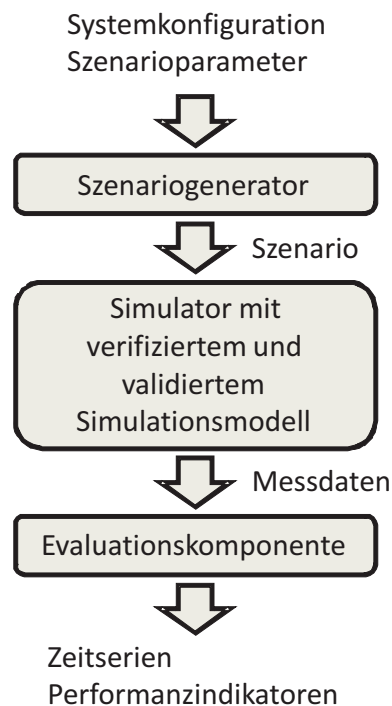 Systemkonfiguration
Szenarioparameter
Szenariogenerator
Szenario
Simulator mit
verifiziertem und
validiertem
Simulationsmodell
Messdaten
Evaluationskomponente
Zeitserien
Performanzindikatoren